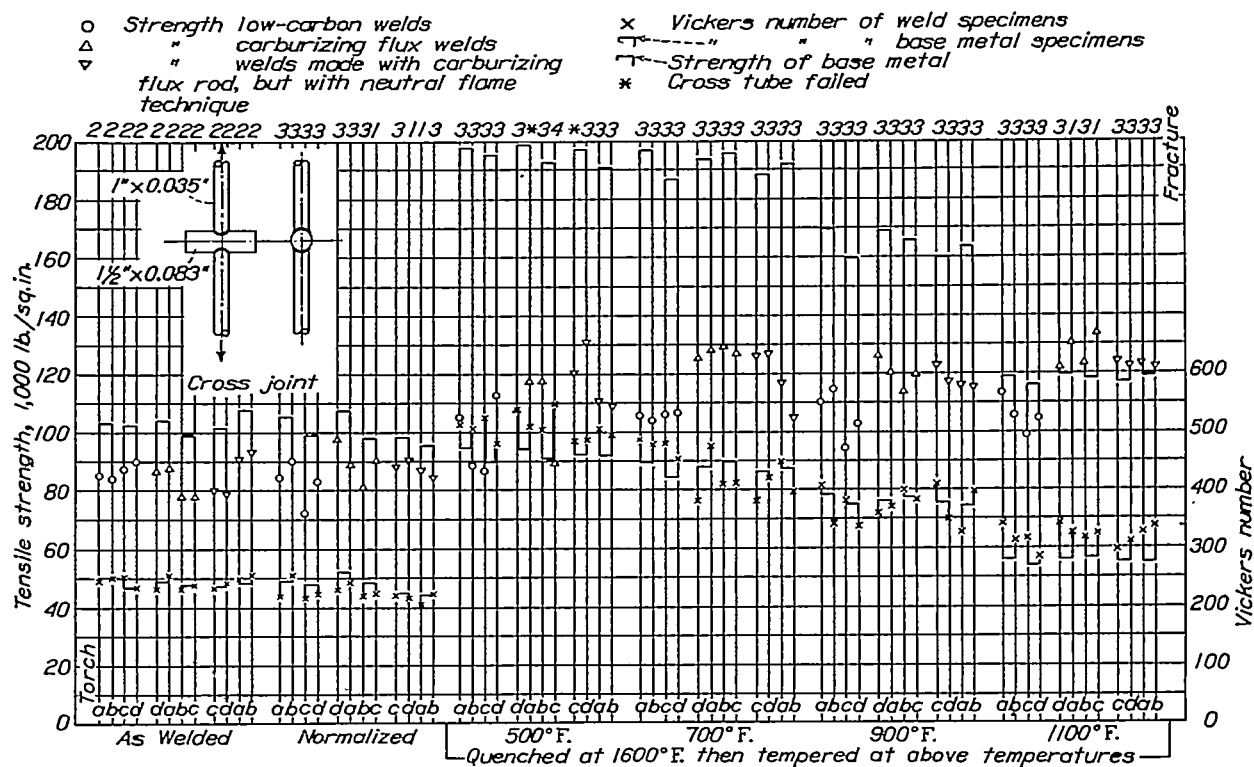 Strength low-carbon welds
" carburizing flux welds
" welds made with carburizing
flux rod, but with neutral flame
technique
× Vickers number of weld specimens
" " " base metal specimens
Strength of base metal
* Cross tube failed
2222 2222 2222 3333 3331 3113 3333 3*34 *333 3333 3333 3333 3333 3333 3333 3333 3131 3333
Fracture
200
180
160
140
120
100
80
60
40
20
0
Tensile strength, 1,000 lb./sq.in.
1"×0.035"
1½"×0.083"
Cross joint
600
500
400
300
200
100
0
Vickers number
Torch
abcd dabc cdab abcd dabc cdab abcd dabc cdab abcd dabc cdab abcd dabc cdab abcd dabc cdab
As Welded Normalized 500°F. 700°F. 900°F. 1100°F.
Quenched at 1600°F. then tempered at above temperatures